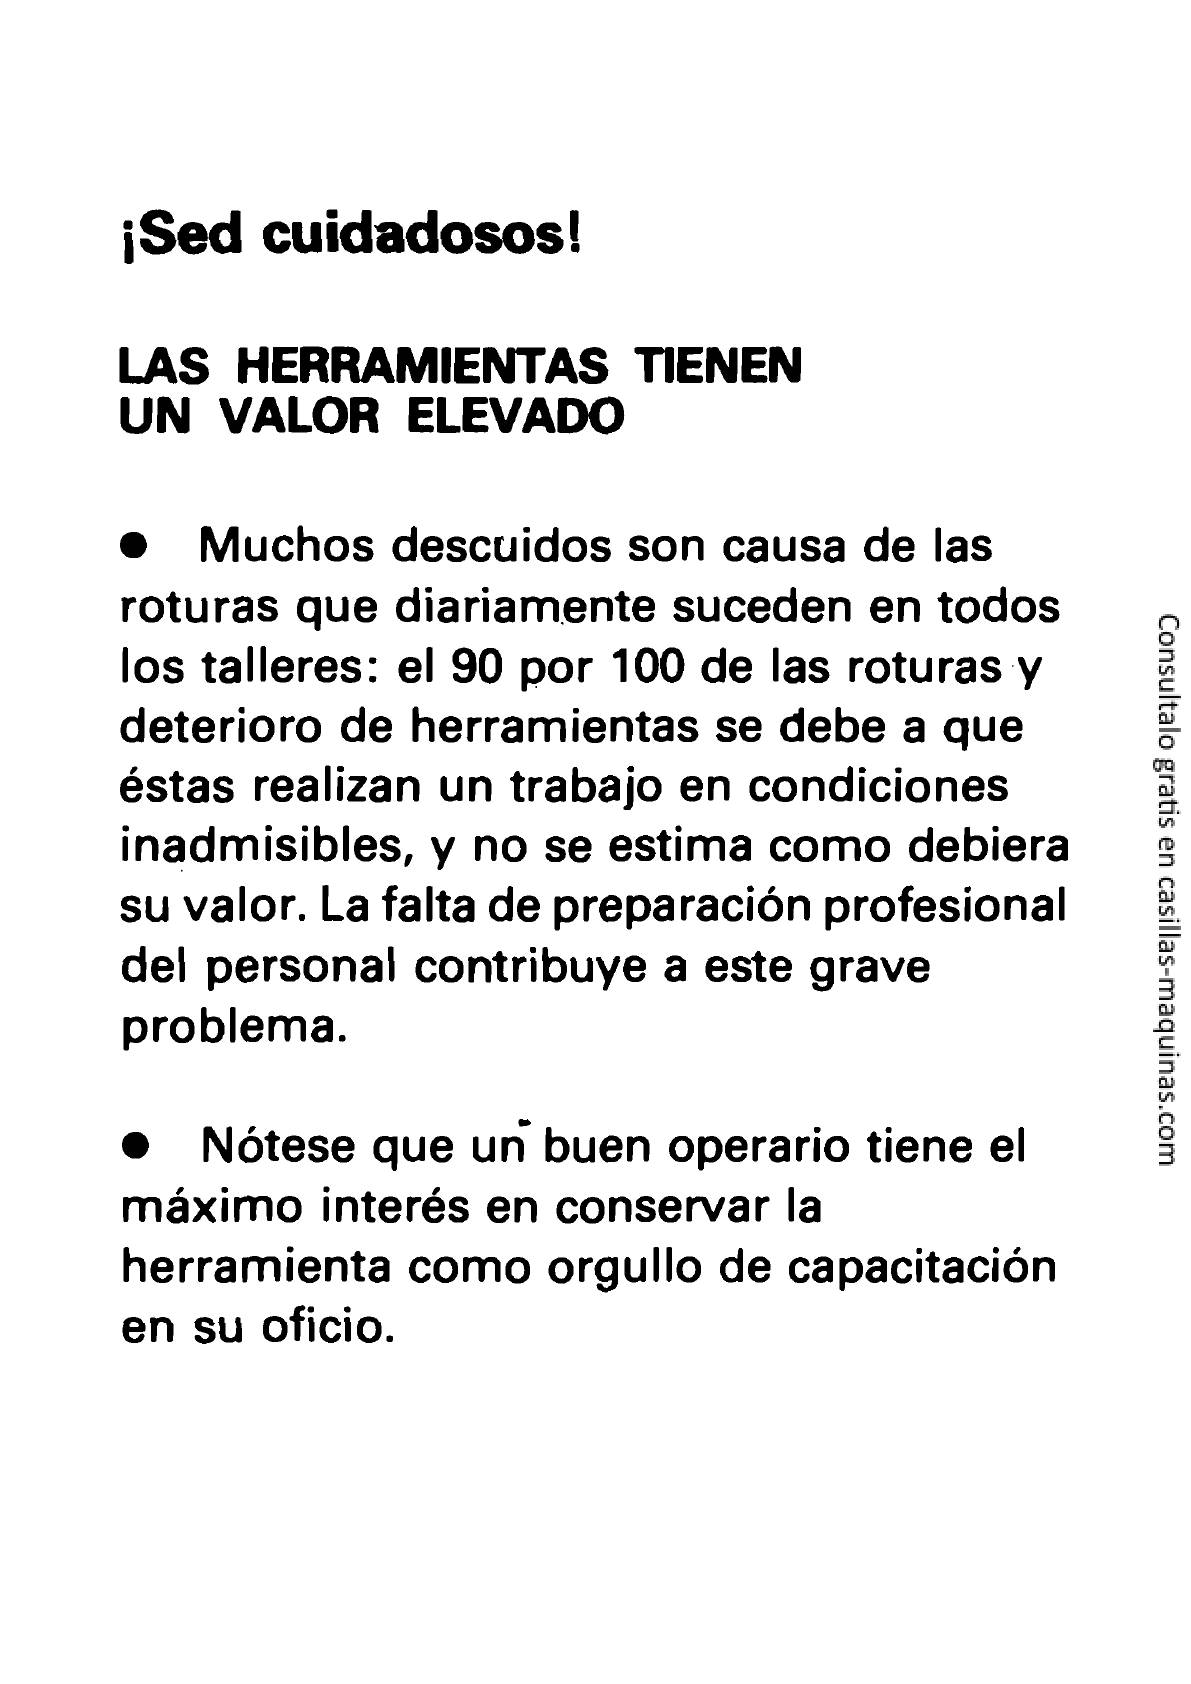 ¡Sed cuidadosos!
LAS HERRAMIENTAS TIENEN
UN VALOR ELEVADO
● Muchos descuidos son causa de las
roturas que diariamente suceden en todos
los talleres: el 90 por 100 de las roturas y
deterioro de herramientas se debe a que
éstas realizan un trabajo en condiciones
inadmisibles, y no se estima como debiera
su valor. La falta de preparación profesional
del personal contribuye a este grave
problema.
● Nótese que un buen operario tiene el
máximo interés en conservar la
herramienta como orgullo de capacitación
en su oficio.
Consultalo gratis en casillas-maquinas.com